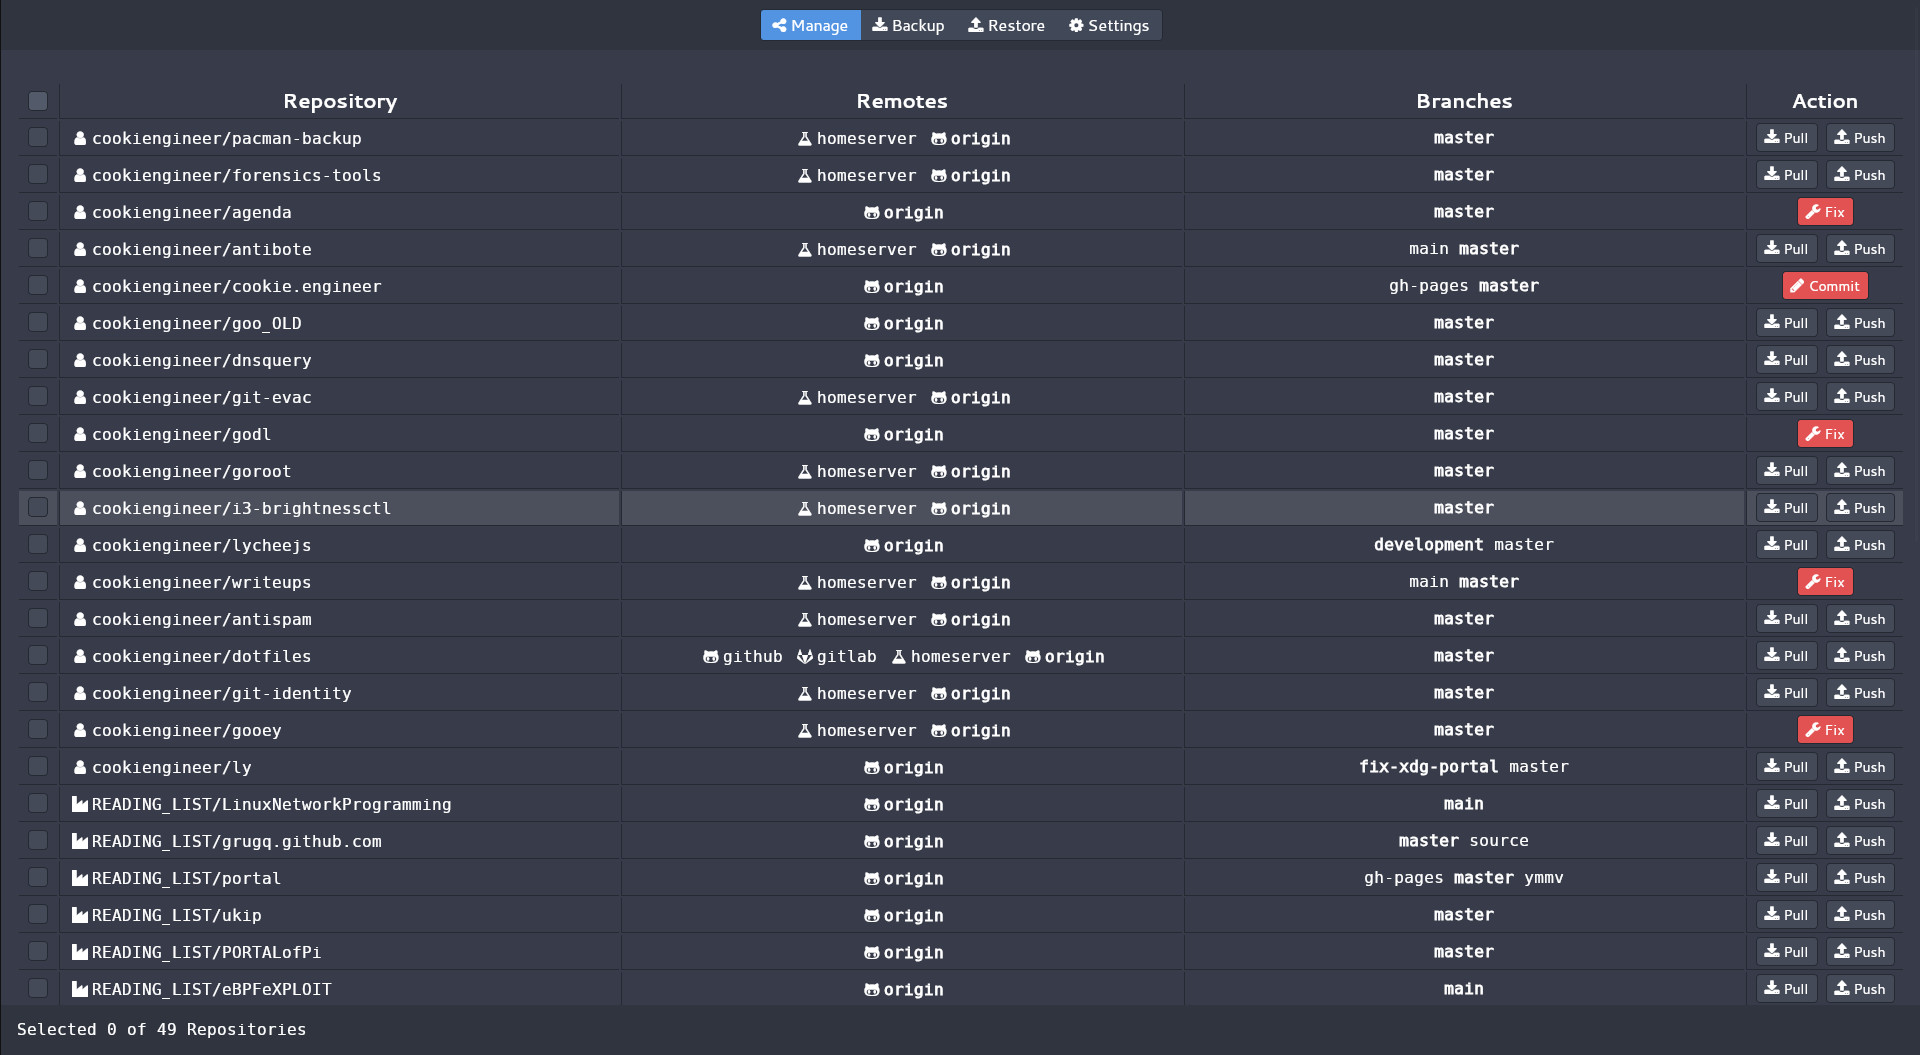 Manage Backup Restore Settings
Repository Remotes Branches Action
cookiengineer/pacman-backup homeserver origin master Pull Push
cookiengineer/forensics-tools homeserver origin master Pull Push
cookiengineer/agenda origin master Fix
cookiengineer/antibote homeserver origin main master Pull Push
cookiengineer/cookie.engineer origin gh-pages master Commit
cookiengineer/goo_OLD origin master Pull Push
cookiengineer/dnsquery origin master Pull Push
cookiengineer/git-evac homeserver origin master Pull Push
cookiengineer/godl origin master Fix
cookiengineer/goroot homeserver origin master Pull Push
cookiengineer/i3-brightnessctl homeserver origin master Pull Push
cookiengineer/lycheejs origin development master Pull Push
cookiengineer/writeups homeserver origin main master Fix
cookiengineer/antispam homeserver origin master Pull Push
cookiengineer/dotfiles github gitlab homeserver origin master Pull Push
cookiengineer/git-identity homeserver origin master Pull Push
cookiengineer/gooey homeserver origin master Fix
cookiengineer/ly origin fix-xdg-portal master Pull Push
READING_LIST/LinuxNetworkProgramming origin main Pull Push
READING_LIST/grugq.github.com origin master source Pull Push
READING_LIST/portal origin gh-pages master ymmv Pull Push
READING_LIST/ukip origin master Pull Push
READING_LIST/PORTALofPi origin master Pull Push
READING_LIST/eBPFeXPLOIT origin main Pull Push
Selected 0 of 49 Repositories